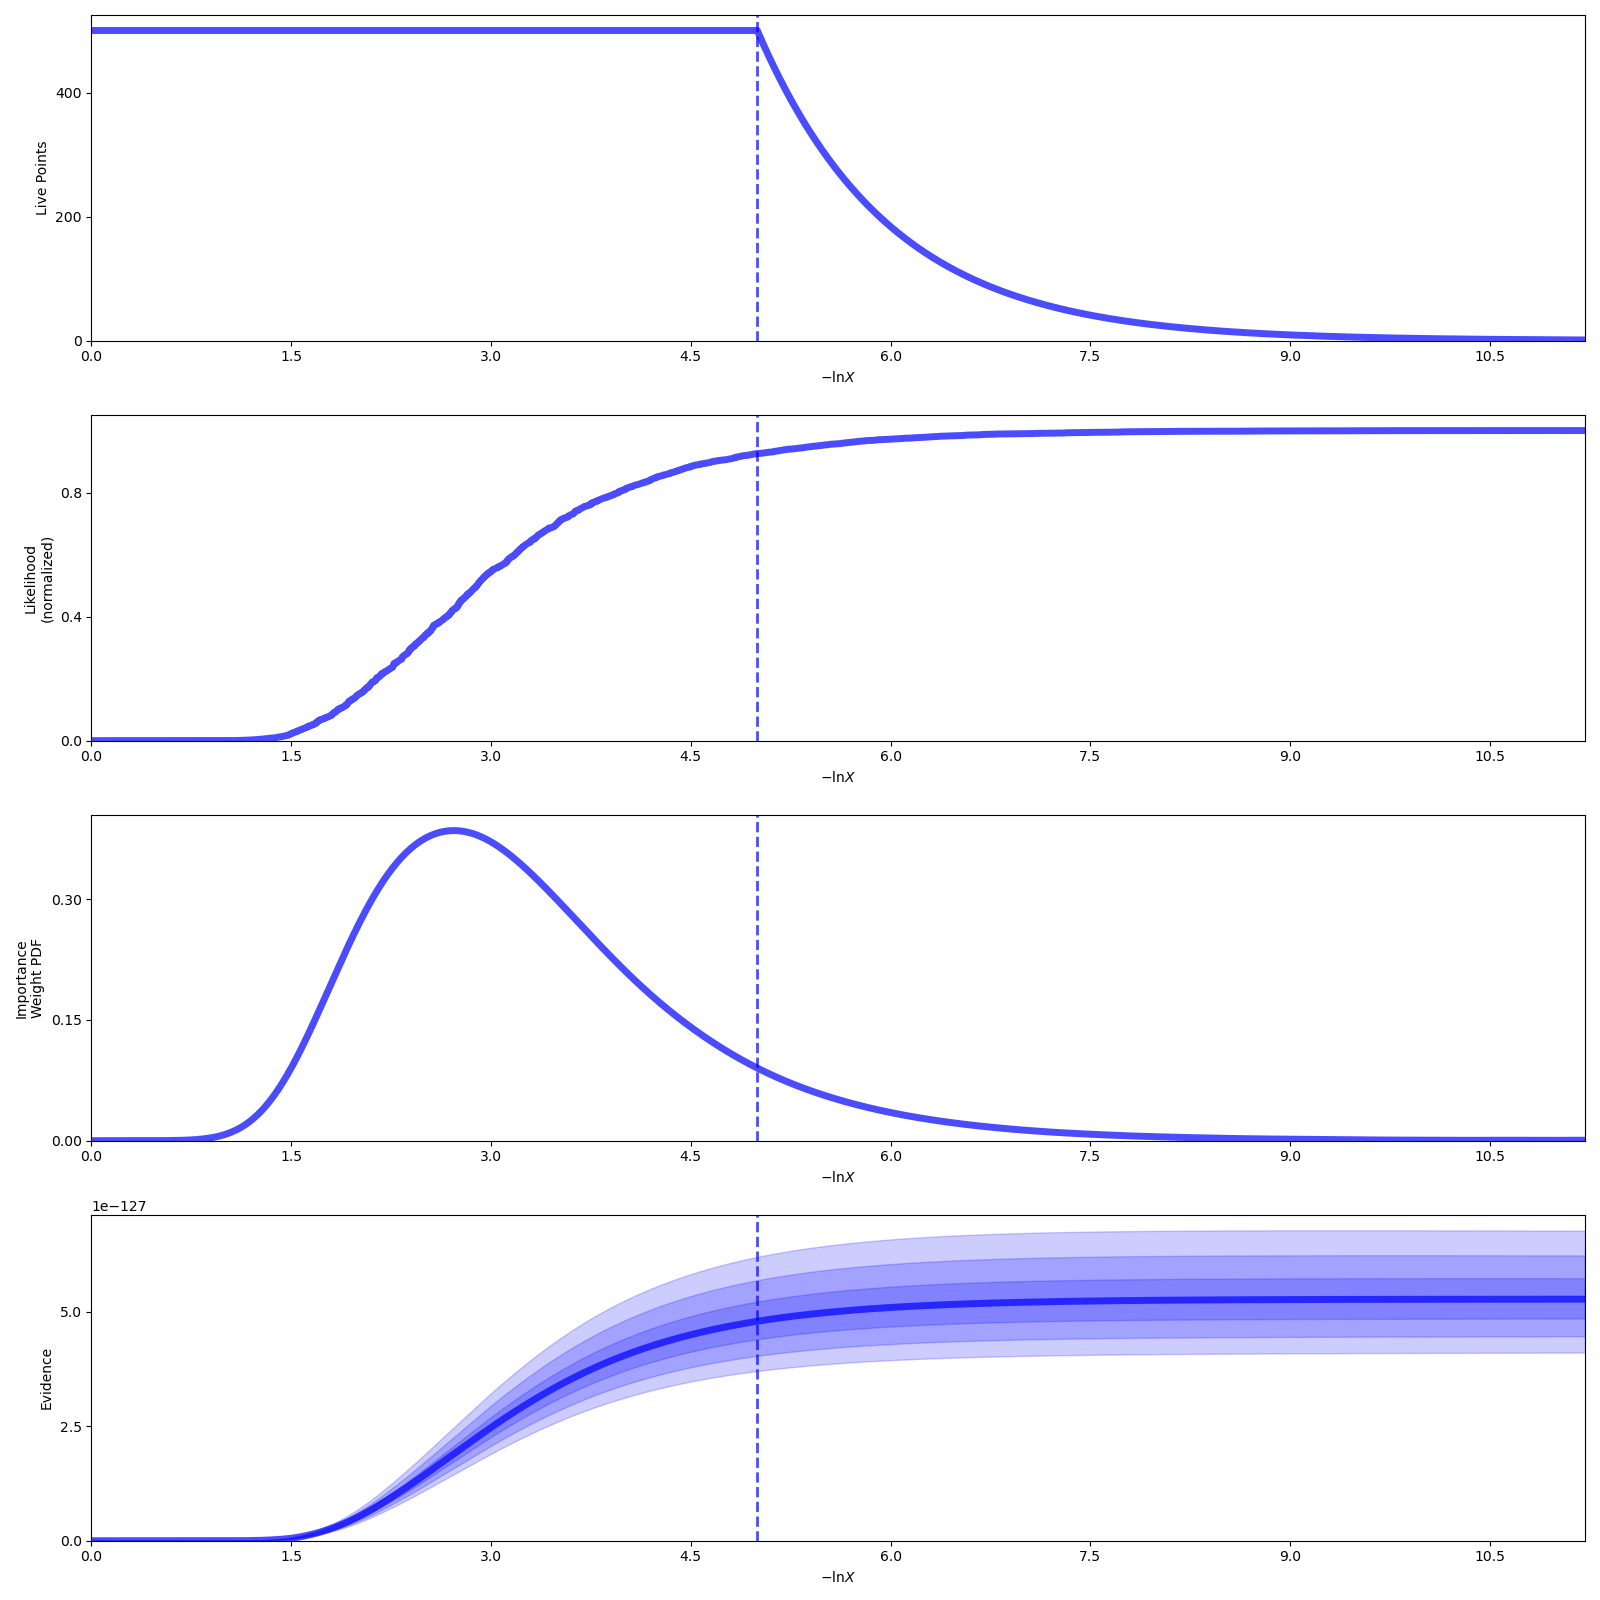 400
200
0
Live Points
0.0 1.5 3.0 4.5 6.0 7.5 9.0 10.5
−lnX
0.8
0.4
0.0
Likelihood
(normalized)
0.0 1.5 3.0 4.5 6.0 7.5 9.0 10.5
−lnX
0.30
0.15
0.00
Importance
Weight PDF
0.0 1.5 3.0 4.5 6.0 7.5 9.0 10.5
−lnX
1e−127
5.0
2.5
0.0
Evidence
0.0 1.5 3.0 4.5 6.0 7.5 9.0 10.5
−lnX